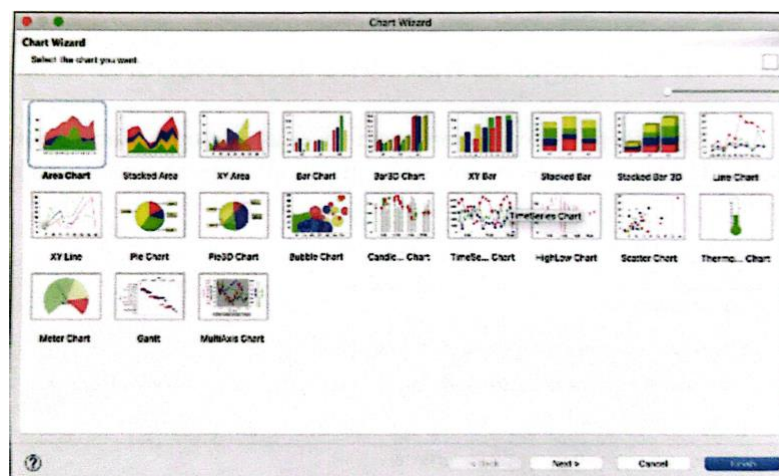 Chart Wizard
Chart Wizard
Select the chart you want.
Area Chart Stacked Area XY Area Bar Chart Bar3D Chart XY Bar Stacked Bar Stacked Bar 3D Line Chart
TimeSeries Chart
XY Line Pie Chart Pie3D Chart Bubble Chart Candle... Chart TimeSe... Chart HighLow Chart Scatter Chart Thermo... Chart
Meter Chart Gantt MultiAxis Chart
? < Back Next > Cancel Finish